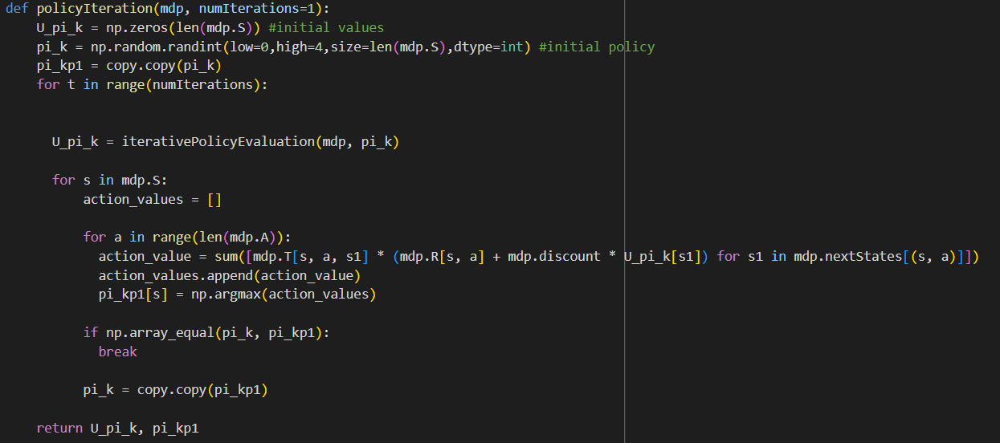 def policyIteration(mdp, numIterations=1):
    U_pi_k = np.zeros(len(mdp.S)) #initial values
    pi_k = np.random.randint(low=0,high=4,size=len(mdp.S),dtype=int) #initial policy
    pi_kp1 = copy.copy(pi_k)
    for t in range(numIterations):
      U_pi_k = iterativePolicyEvaluation(mdp, pi_k)
      for s in mdp.S:
          action_values = []
          for a in range(len(mdp.A)):
            action_value = sum([mdp.T[s, a, s1] * (mdp.R[s, a] + mdp.discount * U_pi_k[s1]) for s1 in mdp.nextStates[(s, a)]])
            action_values.append(action_value)
            pi_kp1[s] = np.argmax(action_values)
          if np.array_equal(pi_k, pi_kp1):
            break
          pi_k = copy.copy(pi_kp1)
    return U_pi_k, pi_kp1